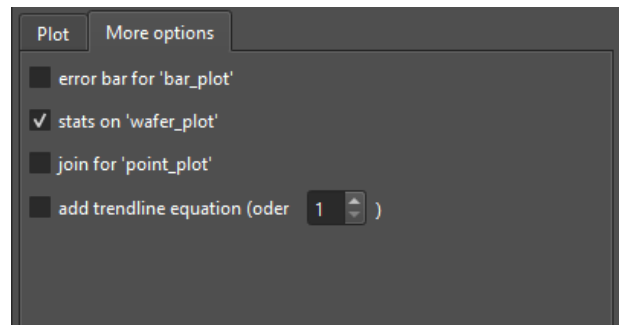 Plot More options
error bar for 'bar_plot'
stats on 'wafer_plot'
join for 'point_plot'
add trendline equation (oder 1 )